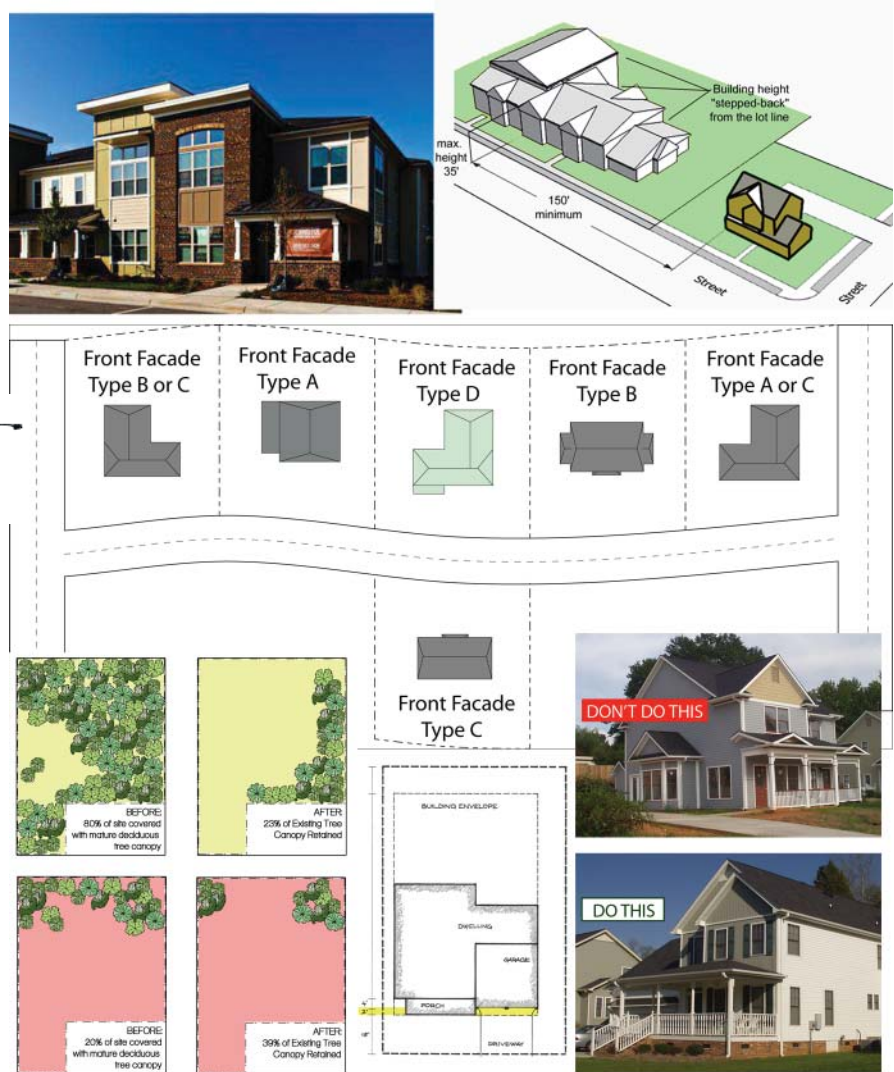 Building height
"stepped-back"
from the lot line
max.
height
35'
150'
minimum
Street
Street
Front Facade
Type B or C
Front Facade
Type A
Front Facade
Type D
Front Facade
Type B
Front Facade
Type A or C
Front Facade
Type C
DON'T DO THIS
BEFORE:
80% of site covered
with mature deciduous
tree canopy
AFTER:
23% of Existing Tree
Canopy Retained
BUILDING ENVELOPE
DWELLING
GARAGE
PORCH
DRIVEWAY
DO THIS
BEFORE:
20% of site covered
with mature deciduous
tree canopy
AFTER:
39% of Existing Tree
Canopy Retained